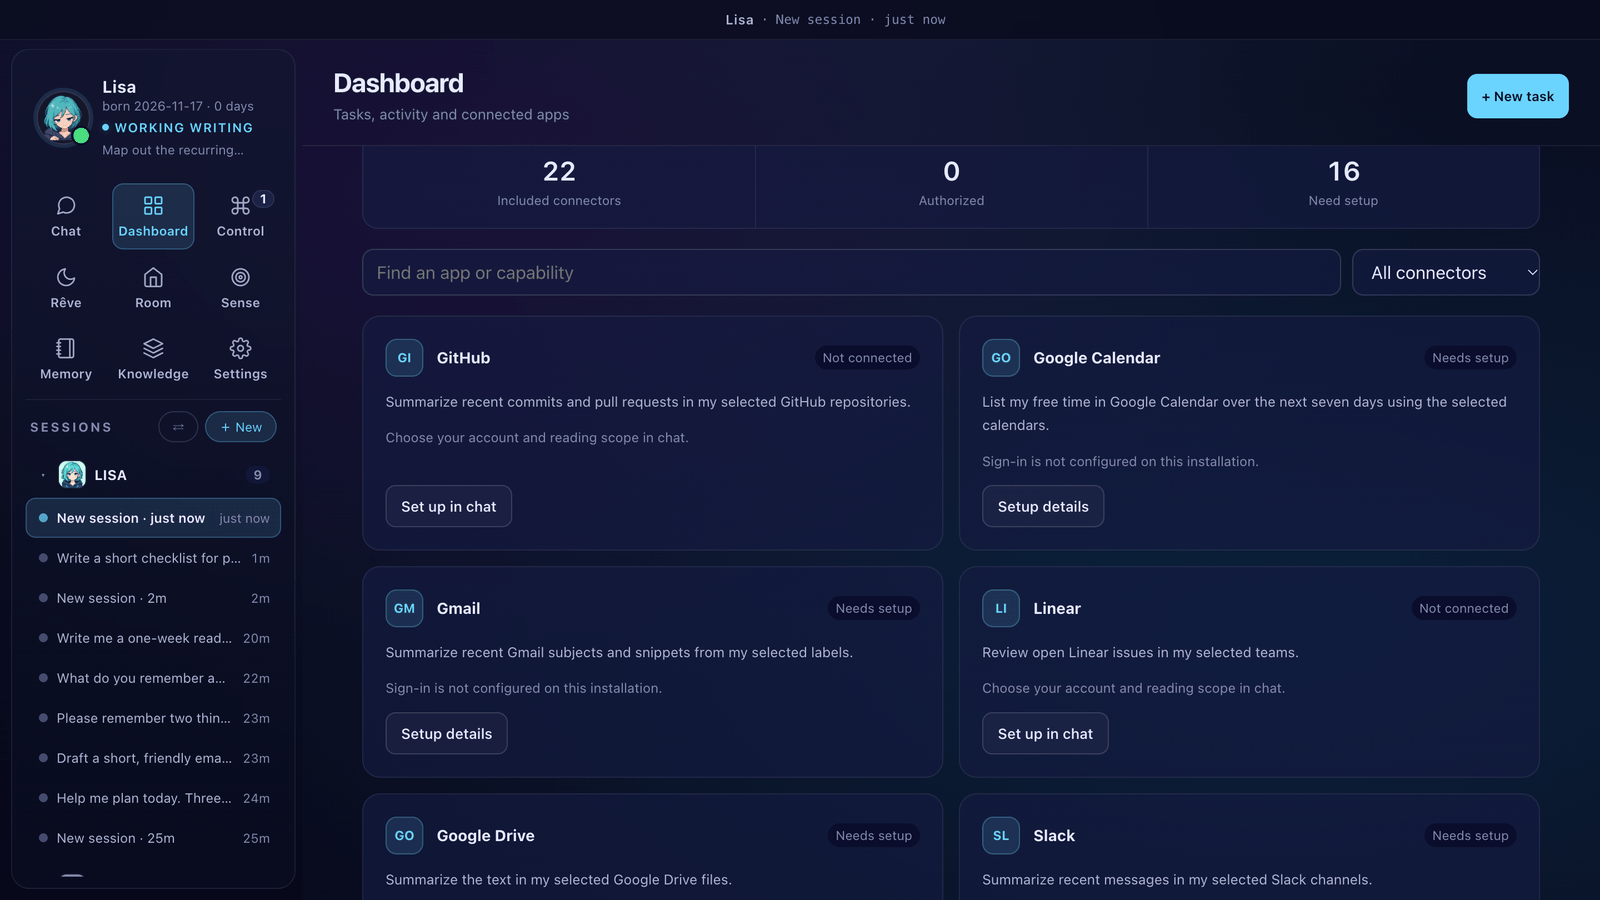 Lisa · New session · just now
Lisa
born 2026-11-17 · 0 days
WORKING WRITING
Map out the recurring...
Chat
Dashboard
Control
1
Rêve
Room
Sense
Memory
Knowledge
Settings
SESSIONS
+ New
LISA
9
New session · just now
just now
Write a short checklist for p...
1m
New session · 2m
2m
Write me a one-week read...
20m
What do you remember a...
22m
Please remember two thin...
23m
Draft a short, friendly ema...
23m
Help me plan today. Three...
24m
New session · 25m
25m
Dashboard
Tasks, activity and connected apps
+ New task
22
Included connectors
0
Authorized
16
Need setup
Find an app or capability
All connectors
GI
GitHub
Not connected
Summarize recent commits and pull requests in my selected GitHub repositories.
Choose your account and reading scope in chat.
Set up in chat
GO
Google Calendar
Needs setup
List my free time in Google Calendar over the next seven days using the selected
calendars.
Sign-in is not configured on this installation.
Setup details
GM
Gmail
Needs setup
Summarize recent Gmail subjects and snippets from my selected labels.
Sign-in is not configured on this installation.
Setup details
LI
Linear
Not connected
Review open Linear issues in my selected teams.
Choose your account and reading scope in chat.
Set up in chat
GO
Google Drive
Needs setup
Summarize the text in my selected Google Drive files.
SL
Slack
Needs setup
Summarize recent messages in my selected Slack channels.